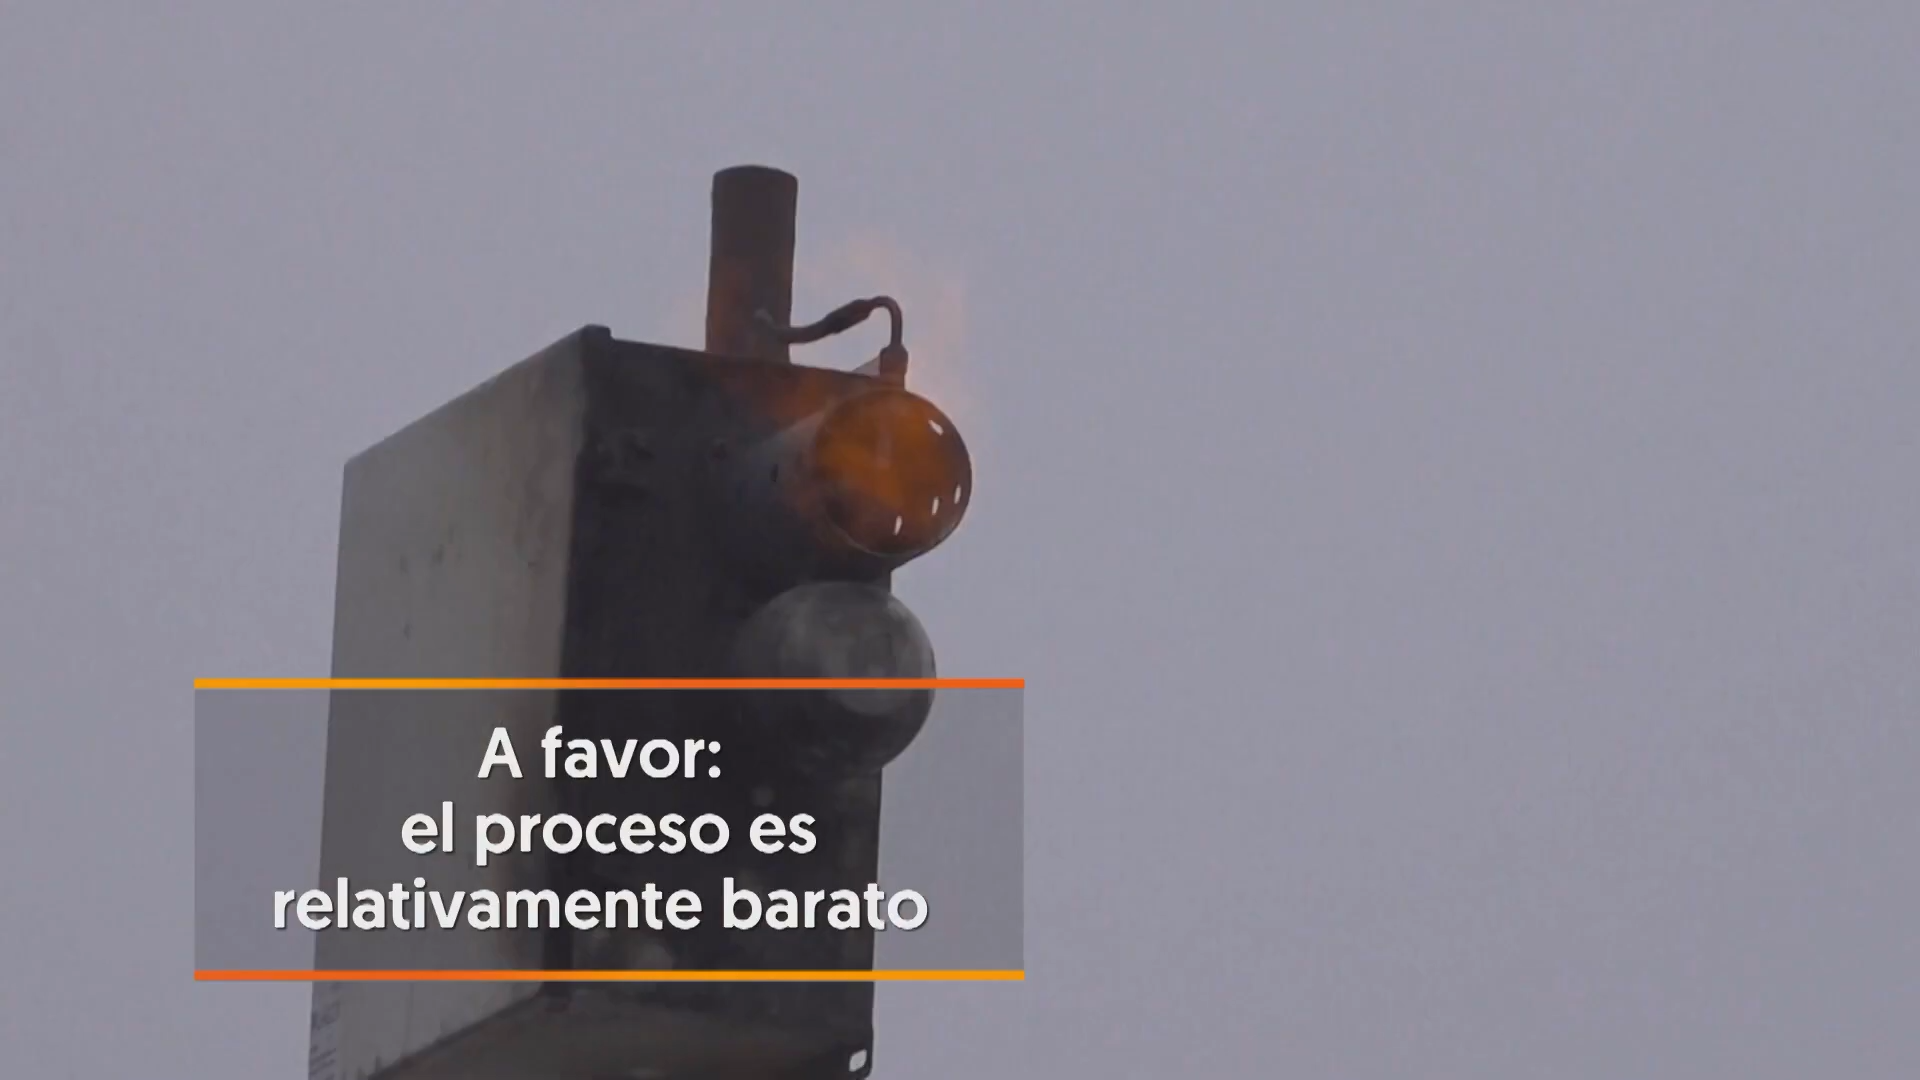 A favor:
el proceso es
relativamente barato